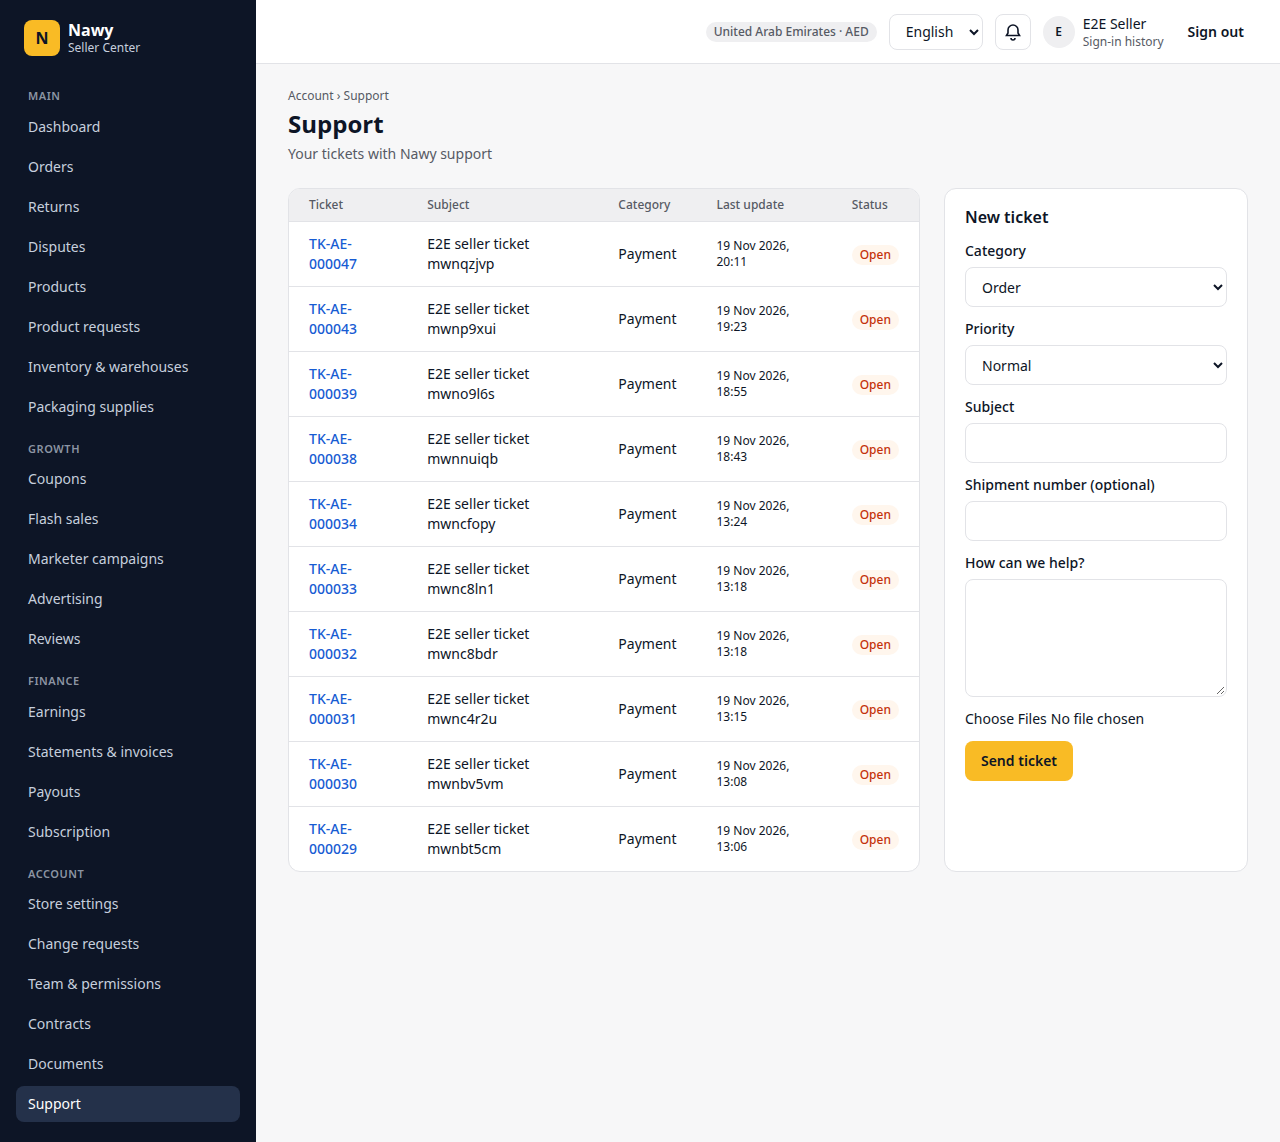 N
Nawy
Seller Center
MAIN
Dashboard
Orders
Returns
Disputes
Products
Product requests
Inventory & warehouses
Packaging supplies
GROWTH
Coupons
Flash sales
Marketer campaigns
Advertising
Reviews
FINANCE
Earnings
Statements & invoices
Payouts
Subscription
ACCOUNT
Store settings
Change requests
Team & permissions
Contracts
Documents
Support
United Arab Emirates · AED
English
E
E2E Seller
Sign-in history
Sign out
Account › Support
Support
Your tickets with Nawy support
Ticket Subject Category Last update Status
TK-AE-000047 E2E seller ticket mwnqzjvp Payment 19 Nov 2026, 20:11 Open
TK-AE-000043 E2E seller ticket mwnp9xui Payment 19 Nov 2026, 19:23 Open
TK-AE-000039 E2E seller ticket mwno9l6s Payment 19 Nov 2026, 18:55 Open
TK-AE-000038 E2E seller ticket mwnnuiqb Payment 19 Nov 2026, 18:43 Open
TK-AE-000034 E2E seller ticket mwncfopy Payment 19 Nov 2026, 13:24 Open
TK-AE-000033 E2E seller ticket mwnc8ln1 Payment 19 Nov 2026, 13:18 Open
TK-AE-000032 E2E seller ticket mwnc8bdr Payment 19 Nov 2026, 13:18 Open
TK-AE-000031 E2E seller ticket mwnc4r2u Payment 19 Nov 2026, 13:15 Open
TK-AE-000030 E2E seller ticket mwnbv5vm Payment 19 Nov 2026, 13:08 Open
TK-AE-000029 E2E seller ticket mwnbt5cm Payment 19 Nov 2026, 13:06 Open
New ticket
Category
Order
Priority
Normal
Subject
Shipment number (optional)
How can we help?
Choose Files No file chosen
Send ticket